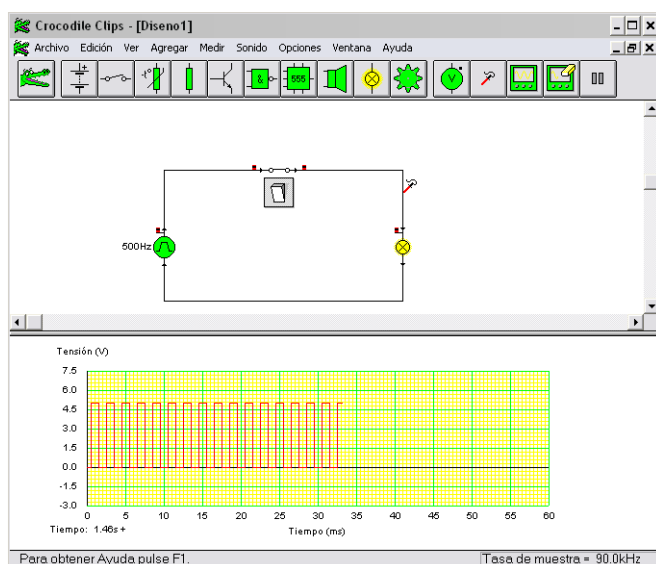 Crocodile Clips - [Diseno1]
Archivo Edición Ver Agregar Medir Sonido Opciones Ventana Ayuda
& 555 V
500Hz
Tensión (V)
7.5
6.0
4.5
3.0
1.5
0.0
-1.5
-3.0
0 5 10 15 20 25 30 35 40 45 50 55 60
Tiempo: 1.46s+ Tiempo (ms)
Para obtener Ayuda pulse F1. Tasa de muestra = 90.0kHz